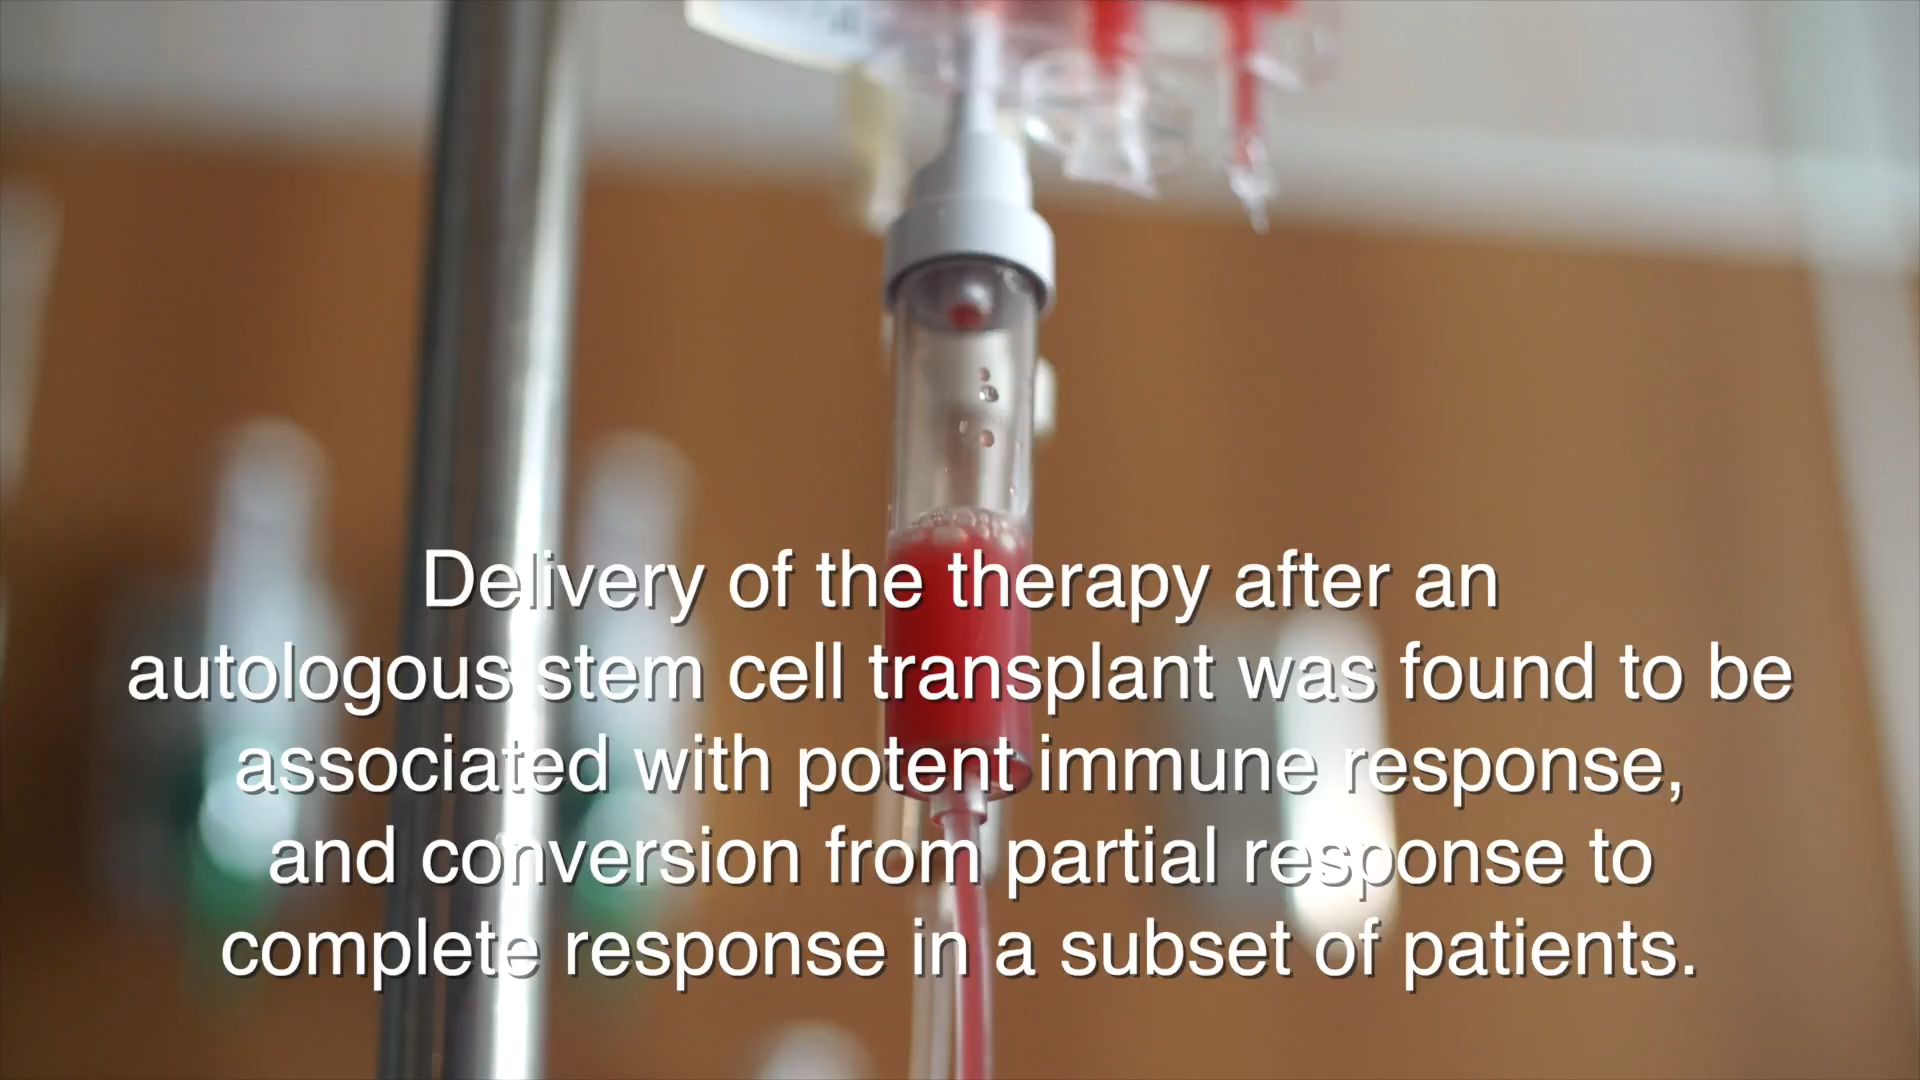 Delivery of the therapy after an
autologous stem cell transplant was found to be
associated with potent immune response,
and conversion from partial response to
complete response in a subset of patients.